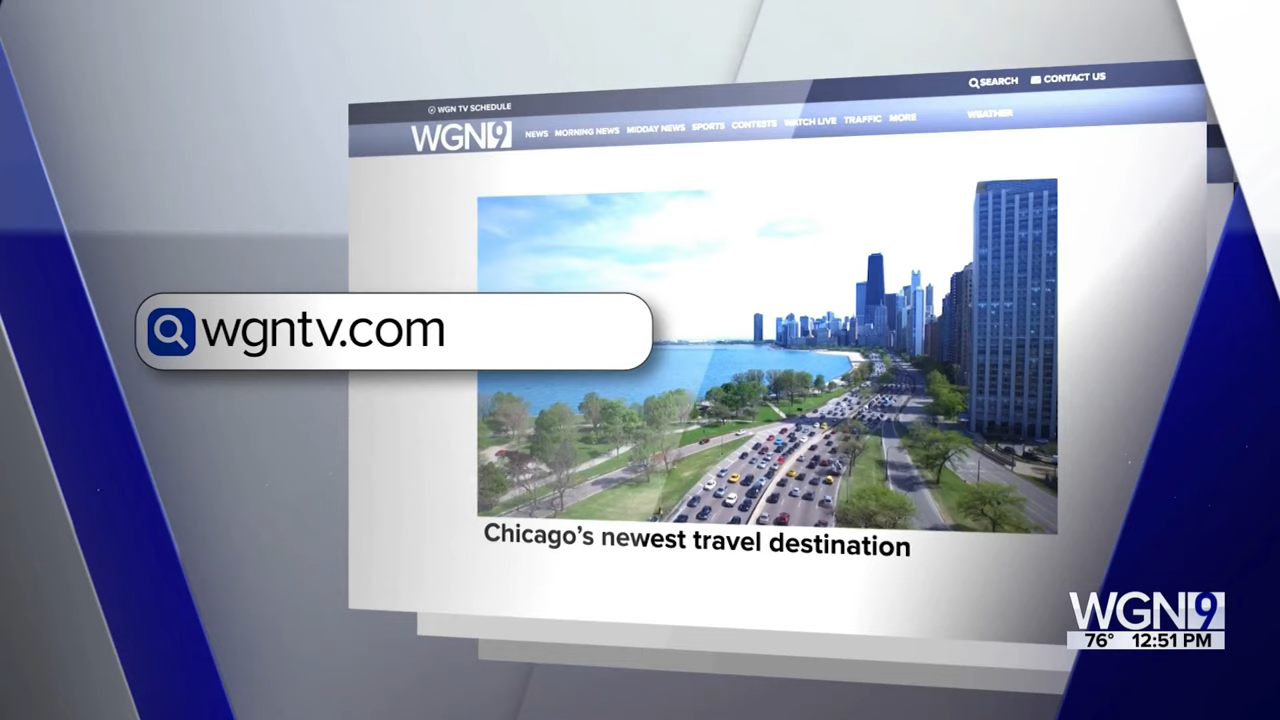 SEARCH CONTACT US
WGN TV SCHEDULE
WGN9 NEWS MORNING NEWS MIDDAY NEWS SPORTS CONTESTS WATCH LIVE TRAFFIC MORE WEATHER
wgntv.com
Chicago's newest travel destination
WGN9
76° 12:51 PM